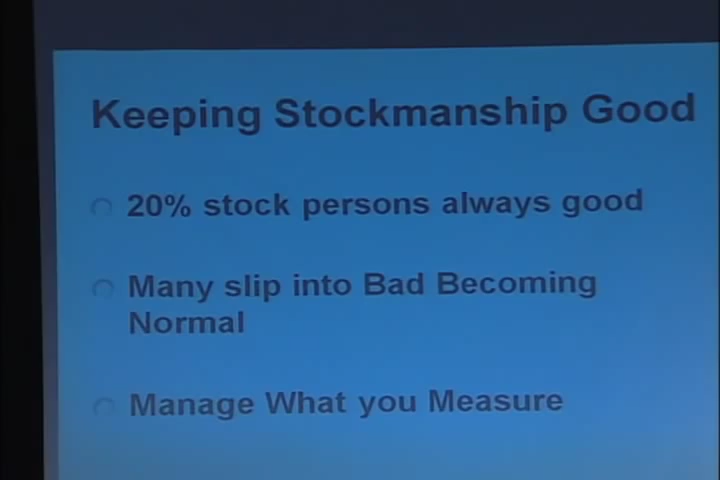 Keeping Stockmanship Good
20% stock persons always good
Many slip into Bad Becoming
Normal
Manage What you Measure